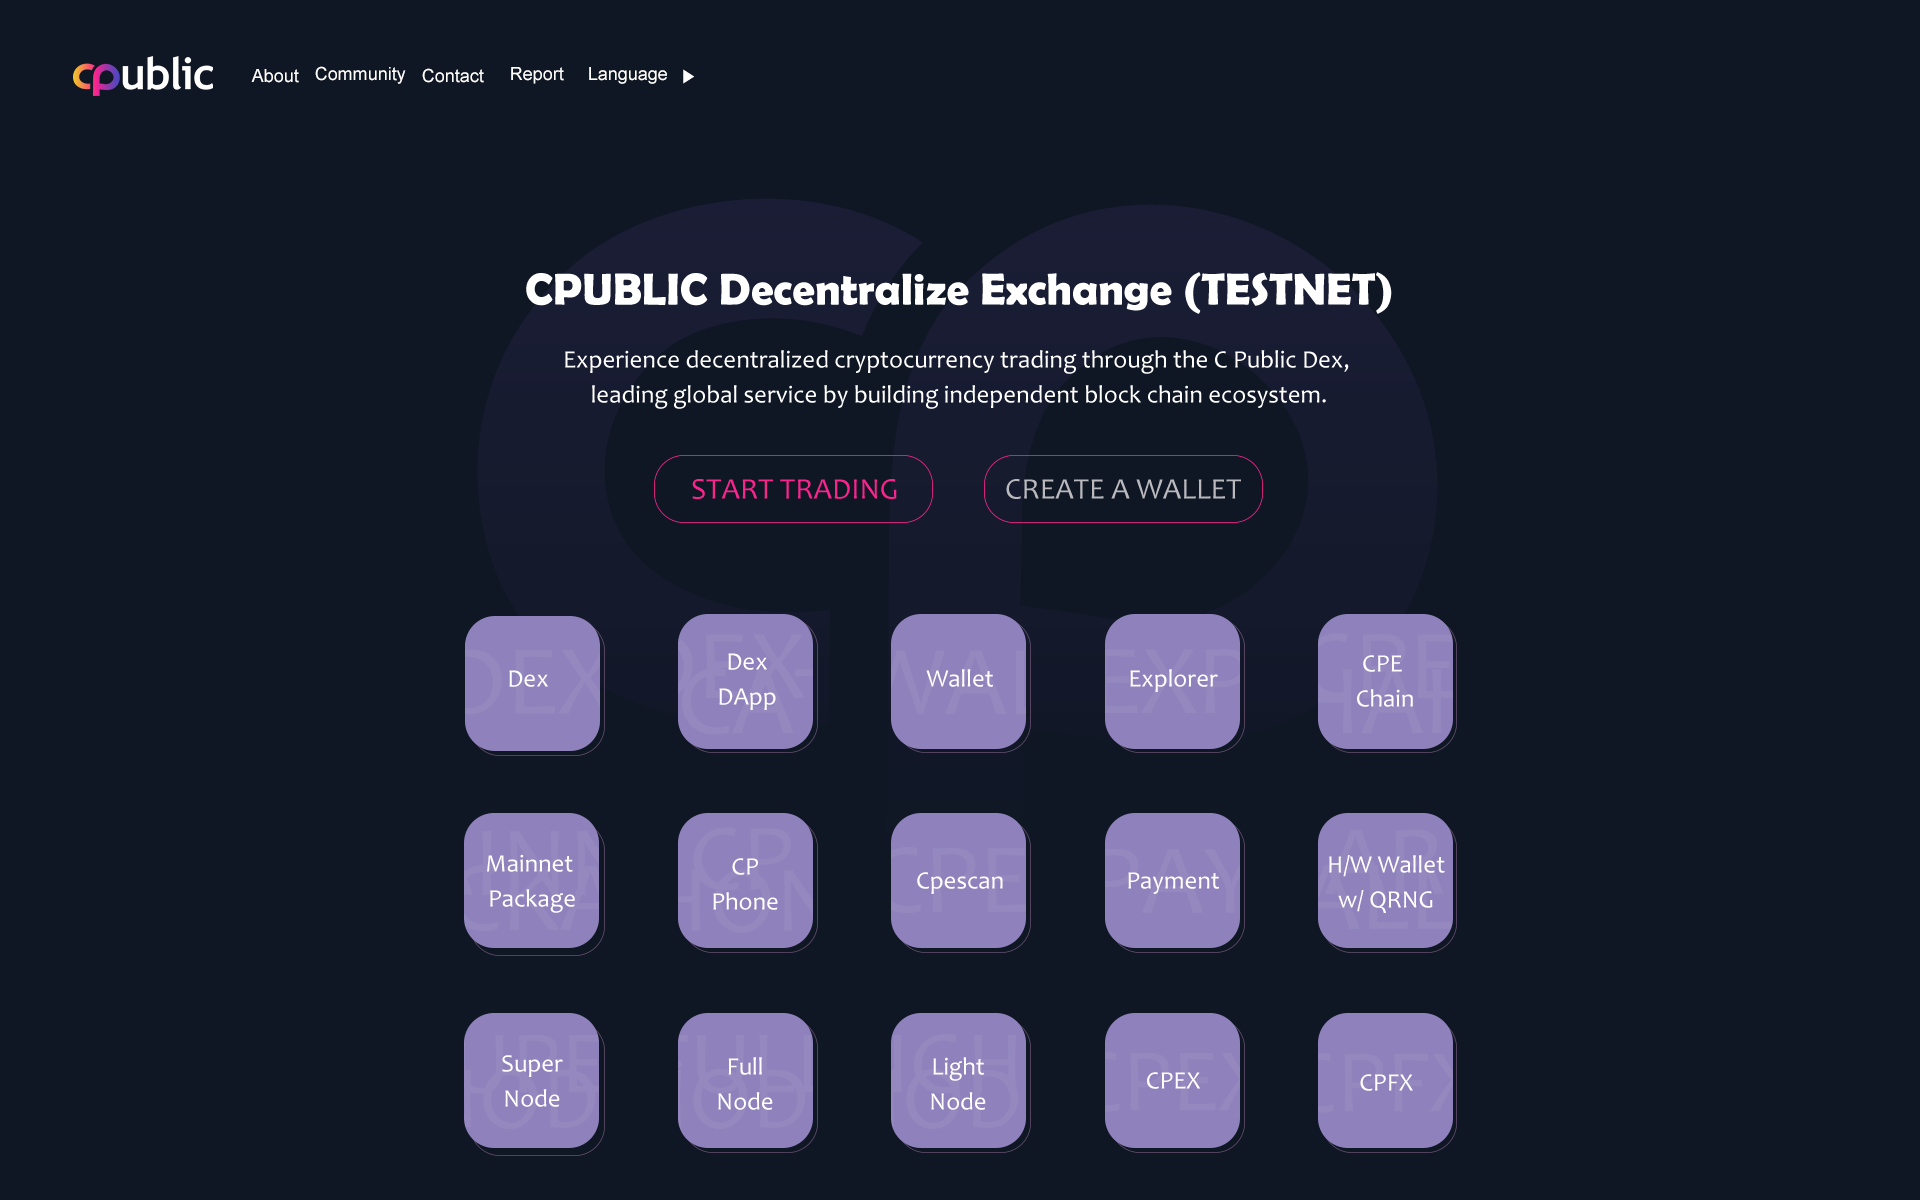 cpublic About Community Contact Report Language
CPUBLIC Decentralize Exchange (TESTNET)
Experience decentralized cryptocurrency trading through the C Public Dex,
leading global service by building independent block chain ecosystem.
START TRADING CREATE A WALLET
Dex
Dex
DApp
Wallet
Explorer
CPE
Chain
Mainnet
Package
CP
Phone
Cpescan
Payment
H/W Wallet
w/ QRNG
Super
Node
Full
Node
Light
Node
CPEX
CPFX